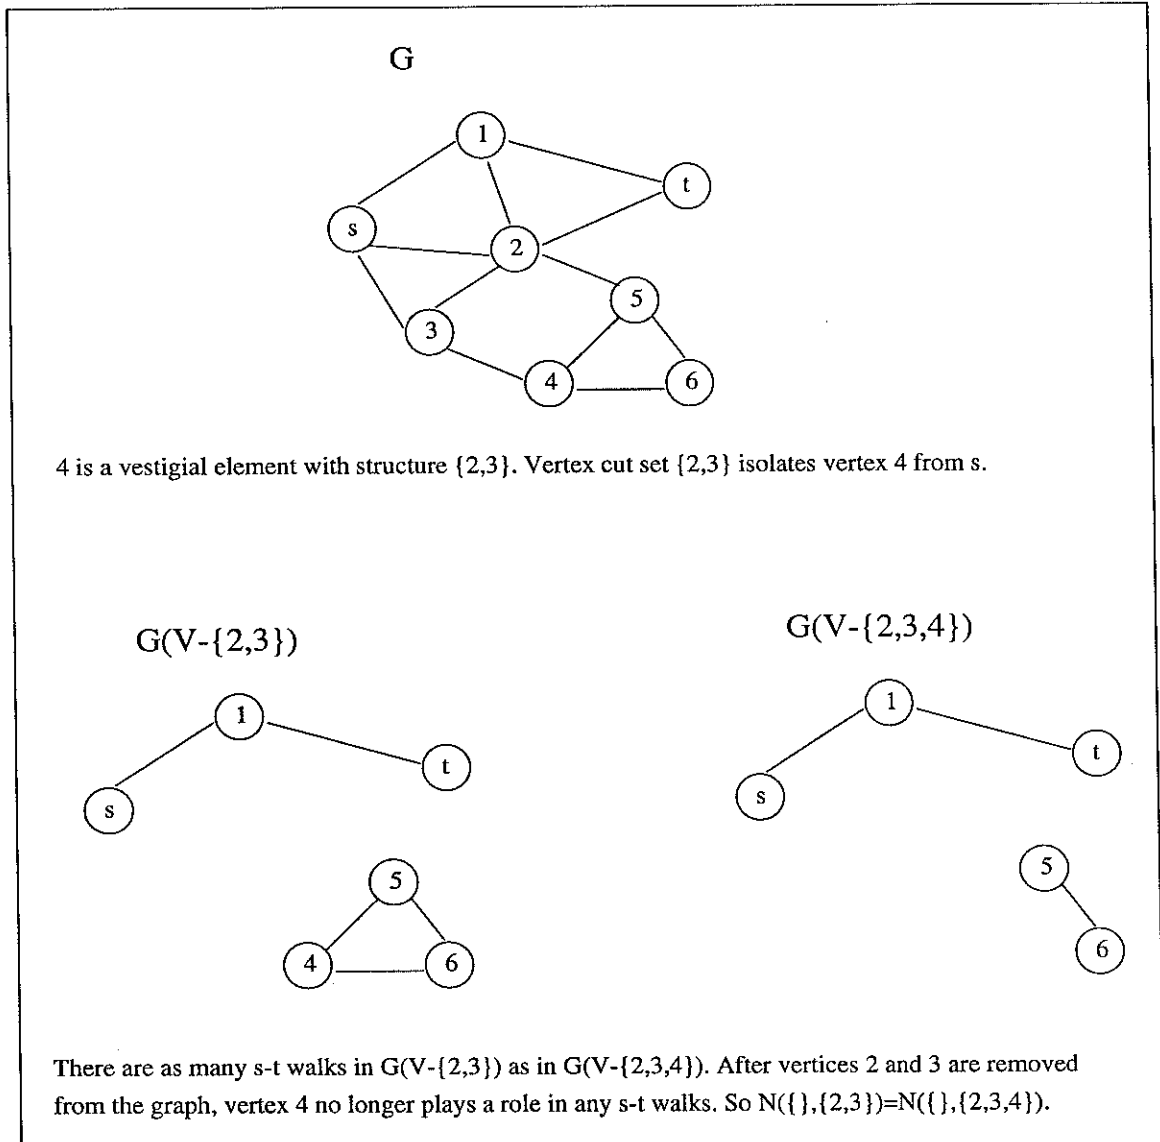 G
1
t
s
2
5
3
4
6
4 is a vestigial element with structure {2,3}. Vertex cut set {2,3} isolates vertex 4 from s.
G(V-{2,3})
G(V-{2,3,4})
1
t
s
5
4
6
1
t
s
5
6
There are as many s-t walks in G(V-{2,3}) as in G(V-{2,3,4}). After vertices 2 and 3 are removed
from the graph, vertex 4 no longer plays a role in any s-t walks. So N({},{2,3})=N({},{2,3,4}).